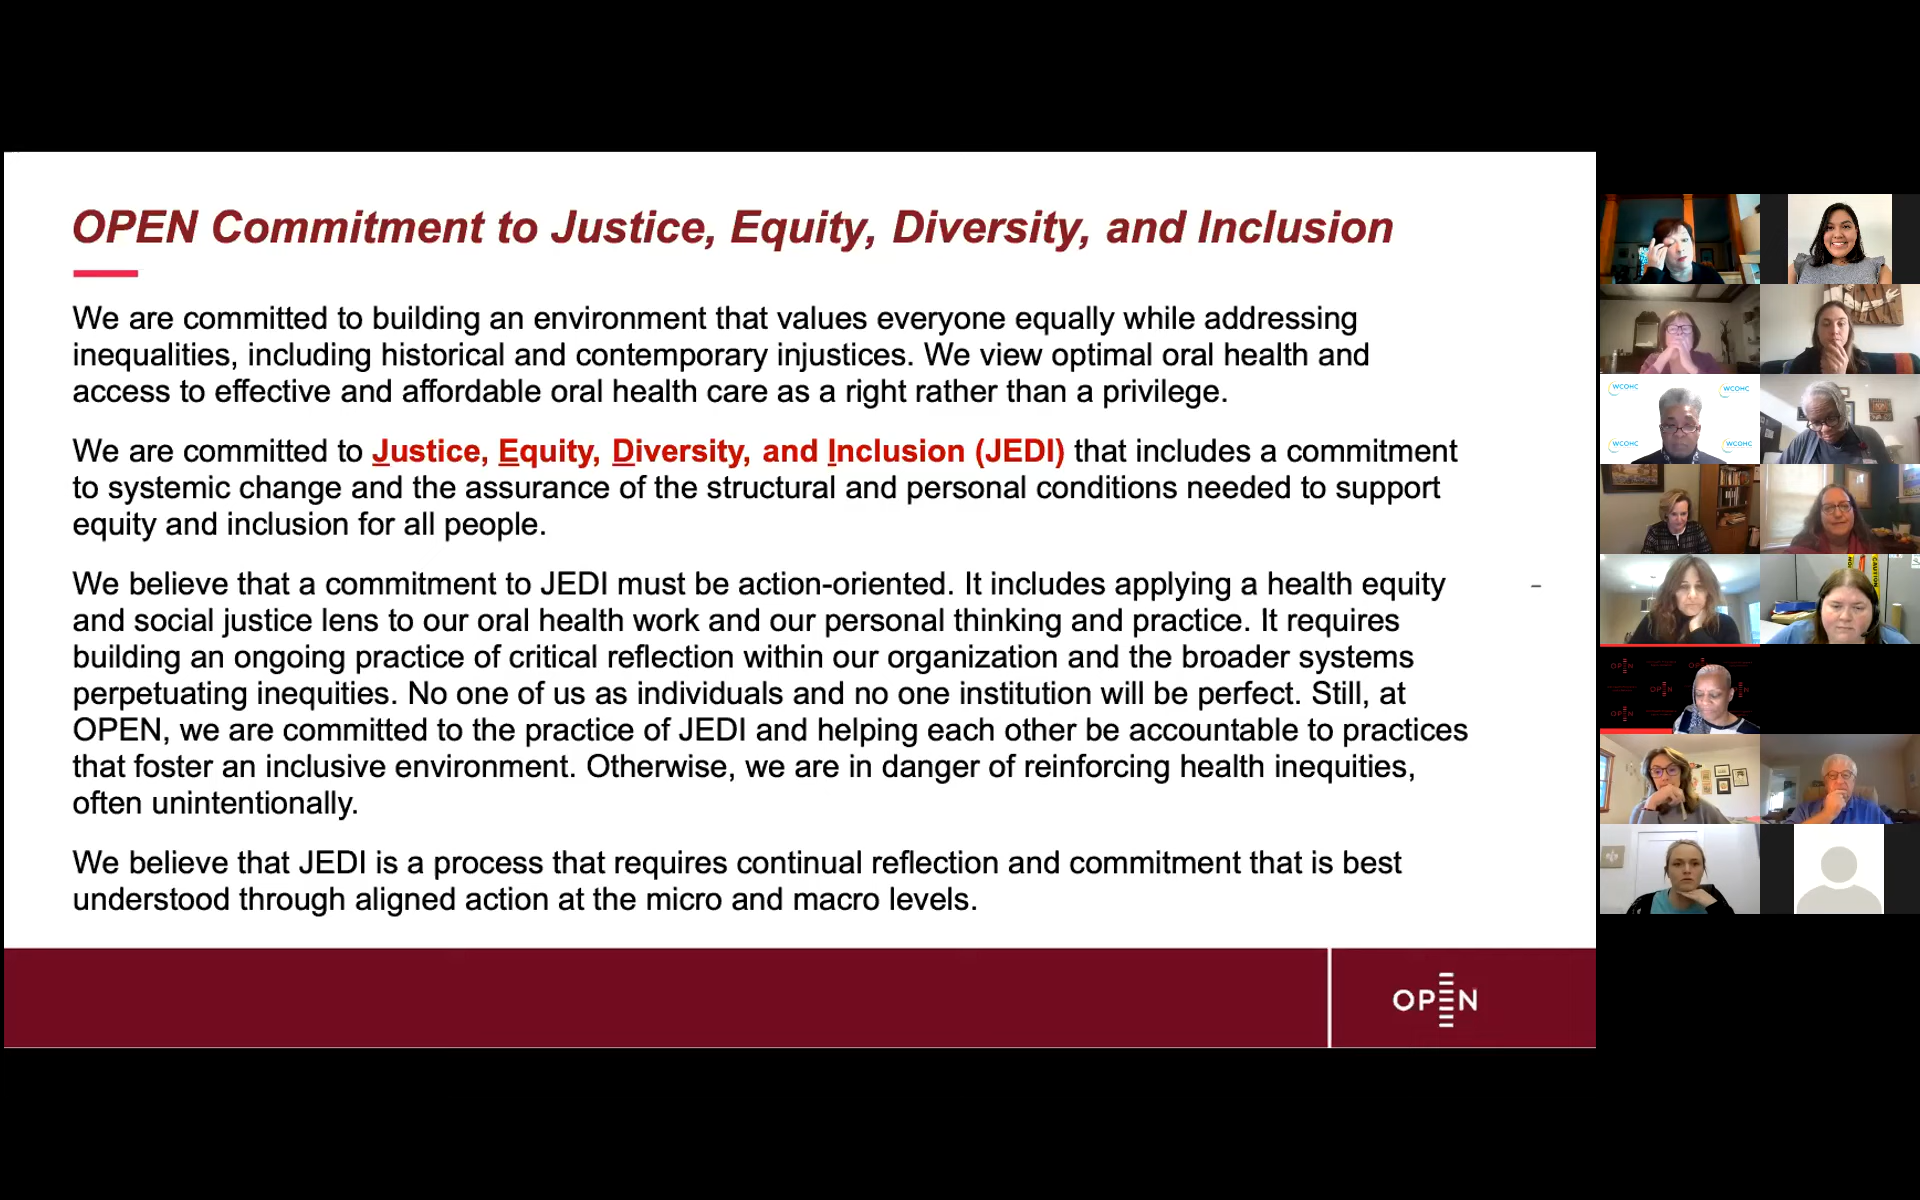 OPEN Commitment to Justice, Equity, Diversity, and Inclusion
We are committed to building an environment that values everyone equally while addressing
inequalities, including historical and contemporary injustices. We view optimal oral health and
access to effective and affordable oral health care as a right rather than a privilege.
We are committed to Justice, Equity, Diversity, and Inclusion (JEDI) that includes a commitment
to systemic change and the assurance of the structural and personal conditions needed to support
equity and inclusion for all people.
We believe that a commitment to JEDI must be action-oriented. It includes applying a health equity
and social justice lens to our oral health work and our personal thinking and practice. It requires
building an ongoing practice of critical reflection within our organization and the broader systems
perpetuating inequities. No one of us as individuals and no one institution will be perfect. Still, at
OPEN, we are committed to the practice of JEDI and helping each other be accountable to practices
that foster an inclusive environment. Otherwise, we are in danger of reinforcing health inequities,
often unintentionally.
We believe that JEDI is a process that requires continual reflection and commitment that is best
understood through aligned action at the micro and macro levels.
OPEN
WCOHC WCOHC
WCOHC WCOHC
OPEN
OPEN
OPEN